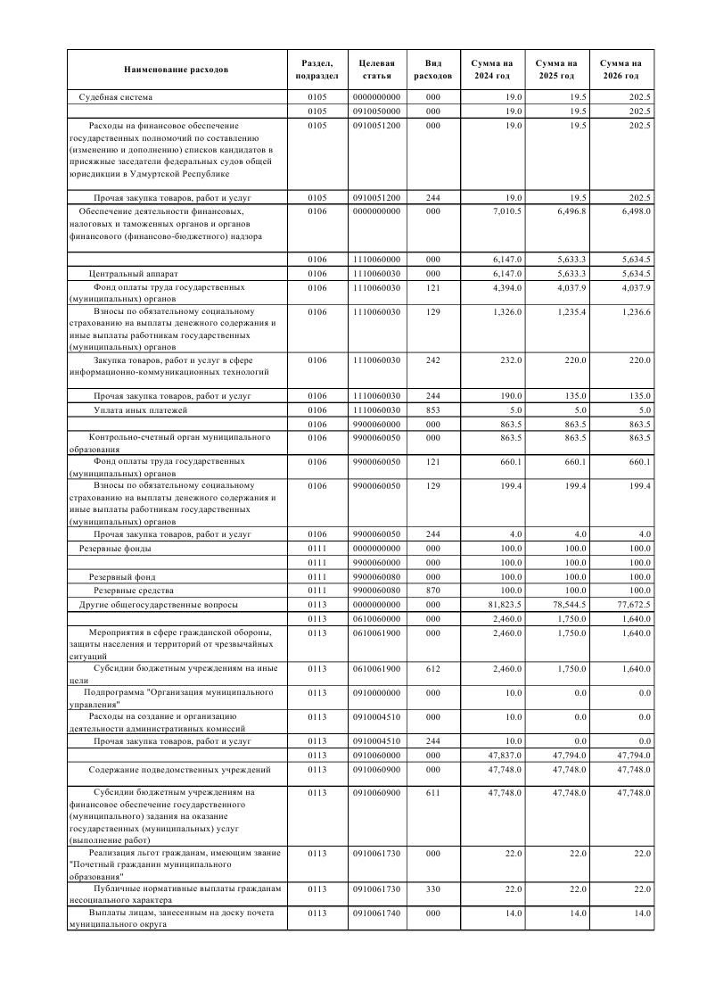 Наименование расходов Раздел, подраздел Целевая статья Вид расходов Сумма на 2024 год Сумма на 2025 год Сумма на 2026 год
Судебная система 0105 0000000000 000 19.0 19.5 202.5
0105 0910050000 000 19.0 19.5 202.5
Расходы на финансовое обеспечение 0105 0910051200 000 19.0 19.5 202.5
государственных полномочий по составлению
(изменению и дополнению) списков кандидатов в
присяжные заседатели федеральных судов общей
юрисдикции в Удмуртской Республике
Прочая закупка товаров, работ и услуг 0105 0910051200 244 19.0 19.5 202.5
Обеспечение деятельности финансовых, 0106 0000000000 000 7,010.5 6,496.8 6,498.0
налоговых и таможенных органов и органов
финансового (финансово-бюджетного) надзора
0106 1110060000 000 6,147.0 5,633.3 5,634.5
Центральный аппарат 0106 1110060030 000 6,147.0 5,633.3 5,634.5
Фонд оплаты труда государственных 0106 1110060030 121 4,394.0 4,037.9 4,037.9
(муниципальных) органов
Взносы по обязательному социальному 0106 1110060030 129 1,326.0 1,235.4 1,236.6
страхованию на выплаты денежного содержания и
иные выплаты работникам государственных
(муниципальных) органов
Закупка товаров, работ и услуг в сфере 0106 1110060030 242 232.0 220.0 220.0
информационно-коммуникационных технологий
Прочая закупка товаров, работ и услуг 0106 1110060030 244 190.0 135.0 135.0
Уплата иных платежей 0106 1110060030 853 5.0 5.0 5.0
0106 9900060000 000 863.5 863.5 863.5
Контрольно-счетный орган муниципального 0106 9900060050 000 863.5 863.5 863.5
образования
Фонд оплаты труда государственных 0106 9900060050 121 660.1 660.1 660.1
(муниципальных) органов
Взносы по обязательному социальному 0106 9900060050 129 199.4 199.4 199.4
страхованию на выплаты денежного содержания и
иные выплаты работникам государственных
(муниципальных) органов
Прочая закупка товаров, работ и услуг 0106 9900060050 244 4.0 4.0 4.0
Резервные фонды 0111 0000000000 000 100.0 100.0 100.0
0111 9900060000 000 100.0 100.0 100.0
Резервный фонд 0111 9900060080 000 100.0 100.0 100.0
Резервные средства 0111 9900060080 870 100.0 100.0 100.0
Другие общегосударственные вопросы 0113 0000000000 000 81,823.5 78,544.5 77,672.5
0113 0610060000 000 2,460.0 1,750.0 1,640.0
Мероприятия в сфере гражданской обороны, 0113 0610061900 000 2,460.0 1,750.0 1,640.0
защиты населения и территорий от чрезвычайных
ситуаций
Субсидии бюджетным учреждениям на иные 0113 0610061900 612 2,460.0 1,750.0 1,640.0
цели
Подпрограмма "Организация муниципального 0113 0910000000 000 10.0 0.0 0.0
управления"
Расходы на создание и организацию 0113 0910004510 000 10.0 0.0 0.0
деятельности административных комиссий
Прочая закупка товаров, работ и услуг 0113 0910004510 244 10.0 0.0 0.0
0113 0910060000 000 47,837.0 47,794.0 47,794.0
Содержание подведомственных учреждений 0113 0910060900 000 47,748.0 47,748.0 47,748.0
Субсидии бюджетным учреждениям на 0113 0910060900 611 47,748.0 47,748.0 47,748.0
финансовое обеспечение государственного
(муниципального) задания на оказание
государственных (муниципальных) услуг
(выполнение работ)
Реализация льгот гражданам, имеющим звание 0113 0910061730 000 22.0 22.0 22.0
"Почетный гражданин муниципального
образования"
Публичные нормативные выплаты гражданам 0113 0910061730 330 22.0 22.0 22.0
несоциального характера
Выплаты лицам, занесенным на доску почета 0113 0910061740 000 14.0 14.0 14.0
муниципального округа